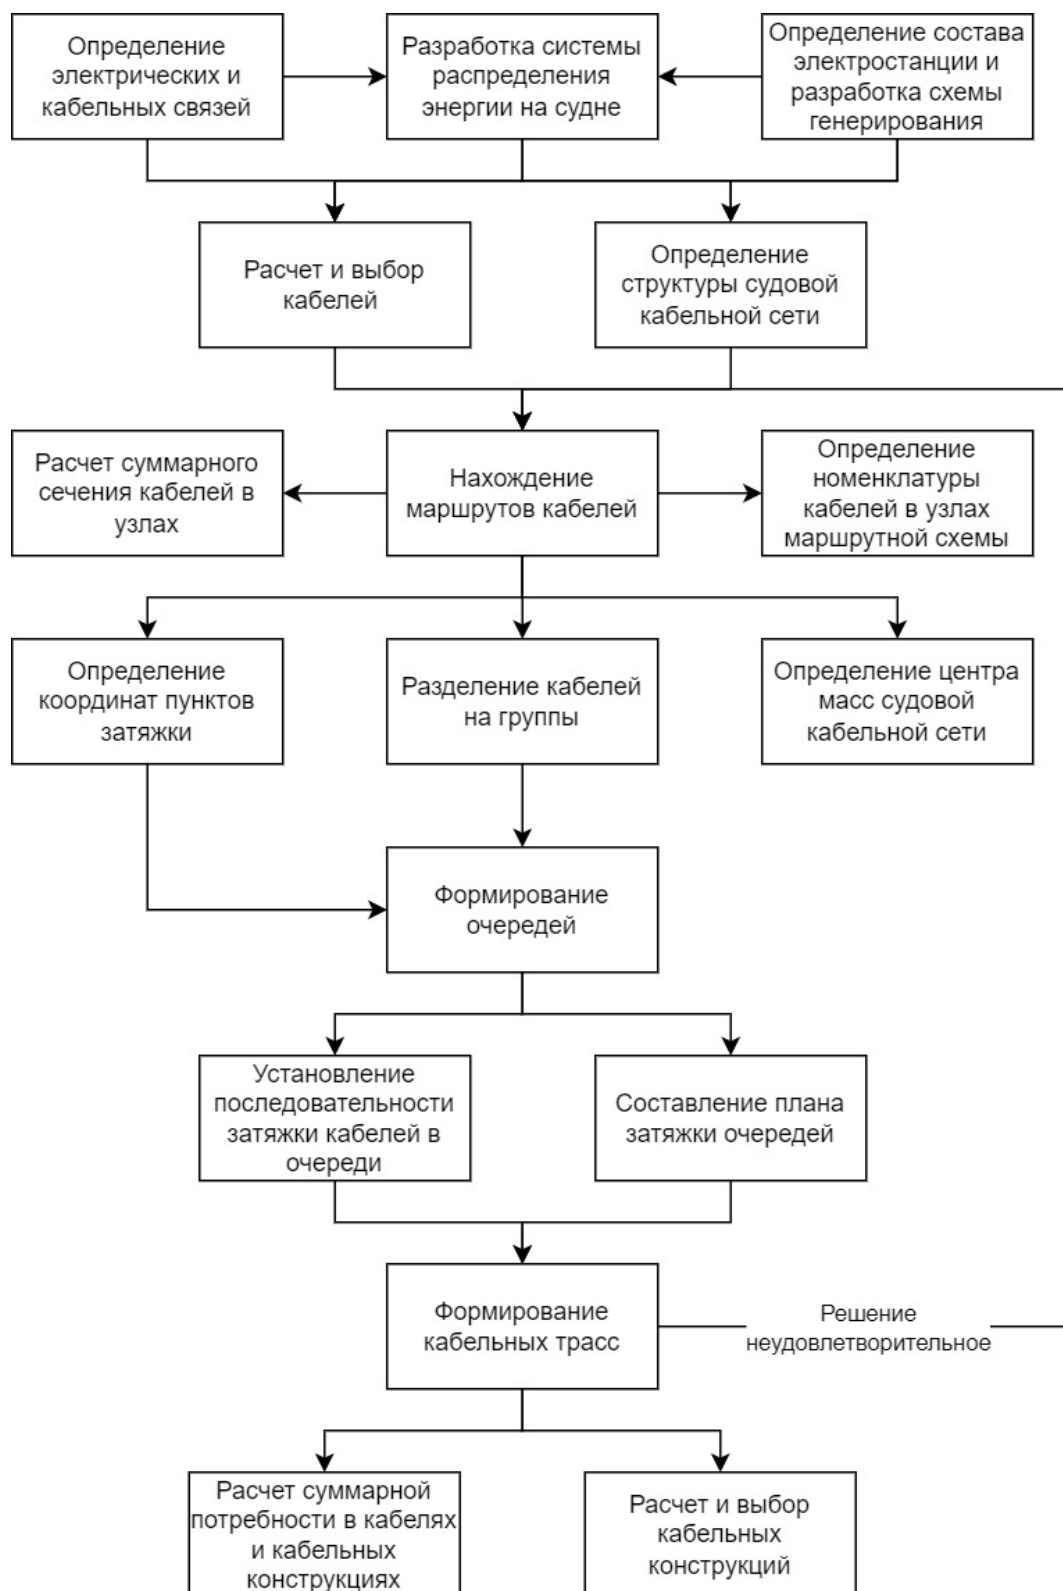 Определение
электрических и
кабельных связей
Разработка системы
распределения
энергии на судне
Определение состава
электростанции и
разработка схемы
генерирования
Расчет и выбор
кабелей
Определение
структуры судовой
кабельной сети
Расчет суммарного
сечения кабелей в
узлах
Нахождение
маршрутов кабелей
Определение
номенклатуры
кабелей в узлах
маршрутной схемы
Определение
координат пунктов
затяжки
Разделение кабелей
на группы
Определение центра
масс судовой
кабельной сети
Формирование
очередей
Установление
последовательности
затяжки кабелей в
очереди
Составление плана
затяжки очередей
Формирование
кабельных трасс
Решение
неудовлетворительное
Расчет суммарной
потребности в кабелях
и кабельных
конструкциях
Расчет и выбор
кабельных
конструкций